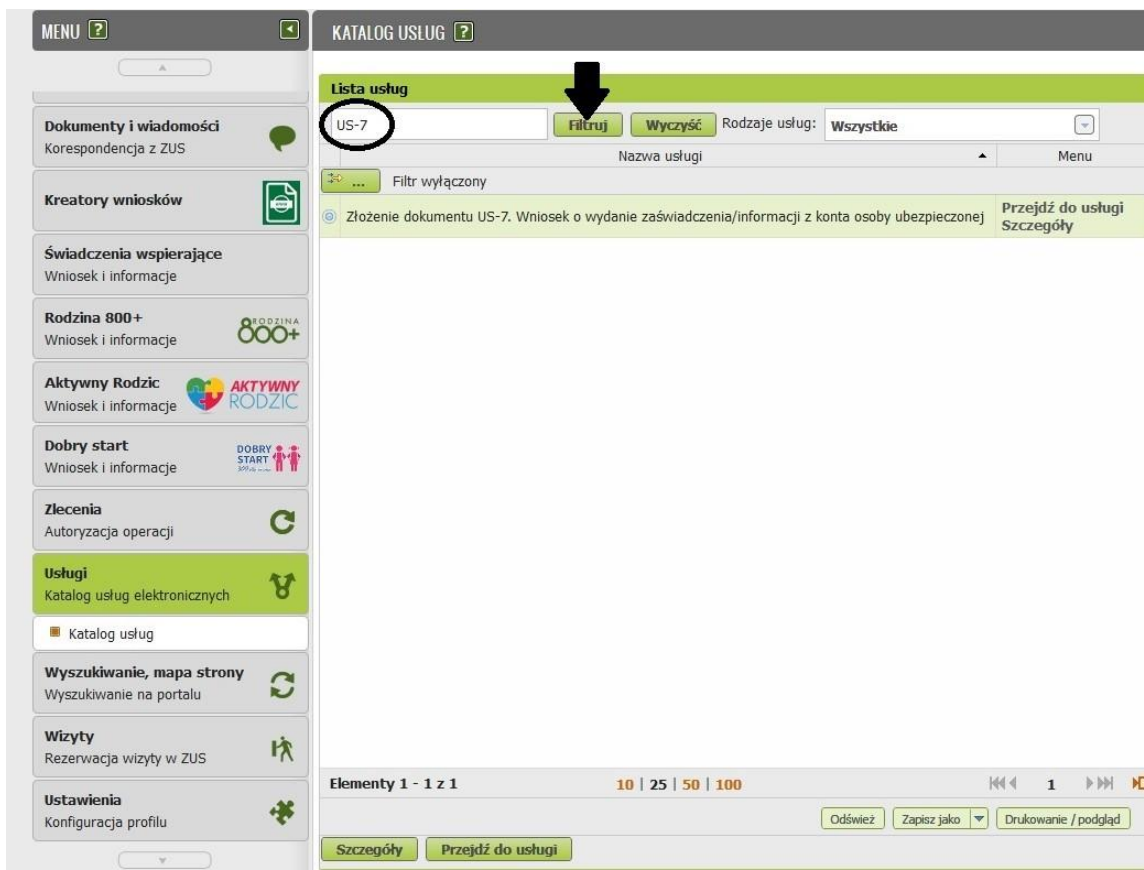 MENU ?
KATALOG USLUG ?
Lista usług
US-7
Filtruj
Wyczyść
Rodzaje usług:
Wszystkie
Nazwa usługi
Menu
...
Filtr wyłączony
Złożenie dokumentu US-7. Wniosek o wydanie zaświadczenia/informacji z konta osoby ubezpieczonej
Przejdź do usługi
Szczegóły
Dokumenty i wiadomości
Korespondencja z ZUS
Kreatory wniosków
Świadczenia wspierające
Wniosek i informacje
Rodzina 800+
Wniosek i informacje
RODZINA
800+
Aktywny Rodzic
Wniosek i informacje
AKTYWNY
RODZIC
Dobry start
Wniosek i informacje
DOBRY
START
Zlecenia
Autoryzacja operacji
Usługi
Katalog usług elektronicznych
Katalog usług
Wyszukiwanie, mapa strony
Wyszukiwanie na portalu
Wizyty
Rezerwacja wizyty w ZUS
Ustawienia
Konfiguracja profilu
Elementy 1 - 1 z 1
10 | 25 | 50 | 100
1
Odśwież
Zapisz jako
Drukowanie / podgląd
Szczegóły
Przejdź do usługi